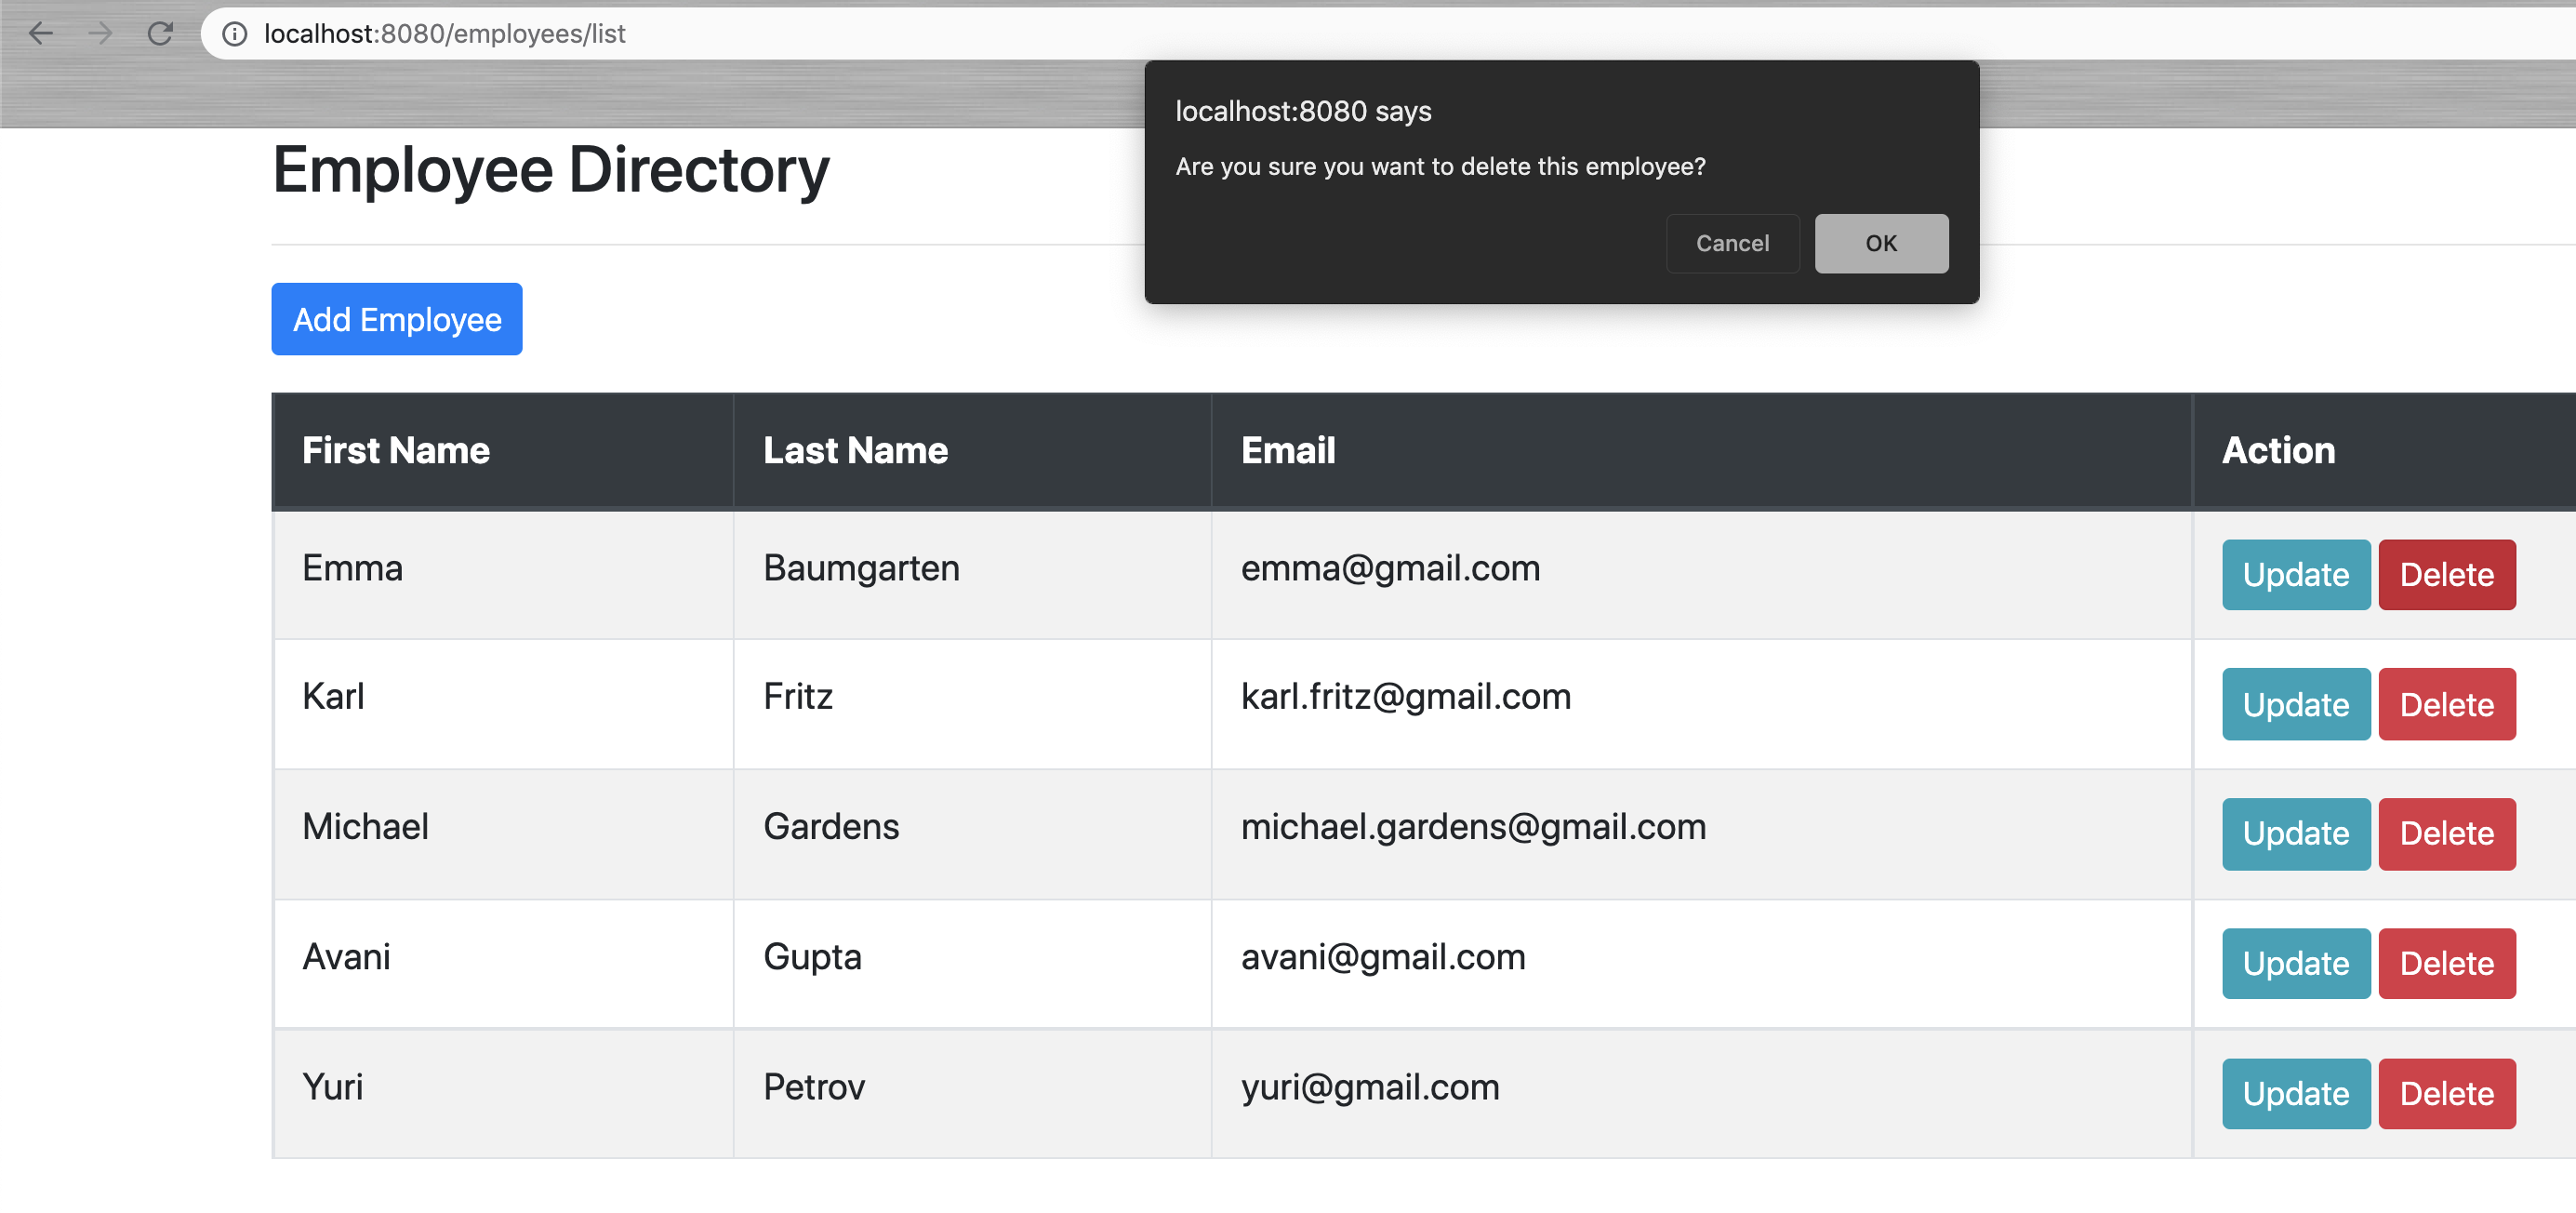 localhost:8080/employees/list
localhost:8080 says
Are you sure you want to delete this employee?
Cancel OK
Employee Directory
Add Employee
First Name Last Name Email Action
Emma Baumgarten emma@gmail.com Update Delete
Karl Fritz karl.fritz@gmail.com Update Delete
Michael Gardens michael.gardens@gmail.com Update Delete
Avani Gupta avani@gmail.com Update Delete
Yuri Petrov yuri@gmail.com Update Delete